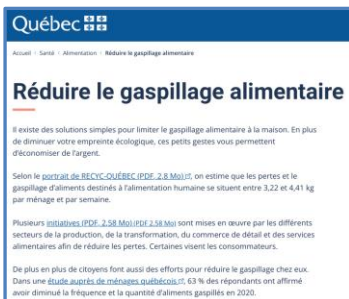 Québec
Accueil > Santé > Alimentation > Réduire le gaspillage alimentaire
Réduire le gaspillage alimentaire
Il existe des solutions simples pour limiter le gaspillage alimentaire à la maison. En plus
de diminuer votre empreinte écologique, ces petits gestes vous permettent
d'économiser de l'argent.
Selon le portrait de RECYC-QUÉBEC (PDF, 2,8 Mo), on estime que les pertes et le
gaspillage d'aliments destinés à l'alimentation humaine se situent entre 3,22 et 4,41 kg
par ménage et par semaine.
Plusieurs initiatives (PDF, 2,58 Mo) (PDF 2.58 Mo) sont mises en œuvre par les différents
secteurs de la production, de la transformation, du commerce de détail et des services
alimentaires afin de réduire les pertes. Certaines visent les consommateurs.
De plus en plus de citoyens font aussi des efforts pour réduire le gaspillage chez eux.
Dans une étude auprès de ménages québécois, 63 % des répondants ont affirmé
avoir diminué la fréquence et la quantité d'aliments gaspillés en 2020.